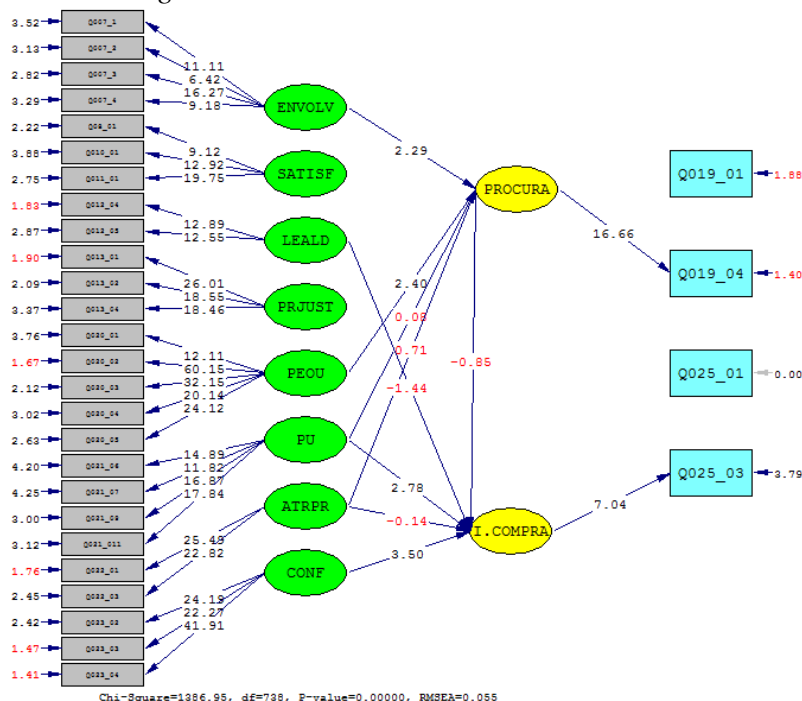 3.52 Q007_1
3.13 Q007_2
2.82 Q007_3
3.29 Q007_4
2.22 Q08_01
3.88 Q010_01
2.75 Q011_01
1.83 Q013_04
2.87 Q013_05
1.90 Q013_01
2.09 Q013_02
3.37 Q013_04
3.76 Q030_01
1.67
2.12
3.02 Q030_04
2.63 Q030_05
4.20 Q031_06
4.25 Q031_07
3.00
3.12 Q031_011
1.76 Q033_01
2.45
2.42 Q033_02
1.47 Q033_03
1.41 Q033_04
11.11
6.42
16.27
9.18
9.12
12.92
19.75
12.89
12.55
26.01
18.55
18.46
12.11
60.15
32.15
20.14
24.12
14.89
11.82
16.87
17.84
25.49
22.82
24.19
22.27
41.91
ENVOLV
SATISF
LEALD
PRJUST
PEOU
PU
ATRPR
CONF
2.29
2.40
0.08
0.71
-1.44
-0.85
2.78
-0.14
3.50
PROCURA
I.COMPRA
16.66
7.04
Q019_01 1.88
Q019_04 1.40
Q025_01 0.00
Q025_03 3.79
Chi-Square=1386.95, df=738, P-value=0.00000, RMSEA=0.055